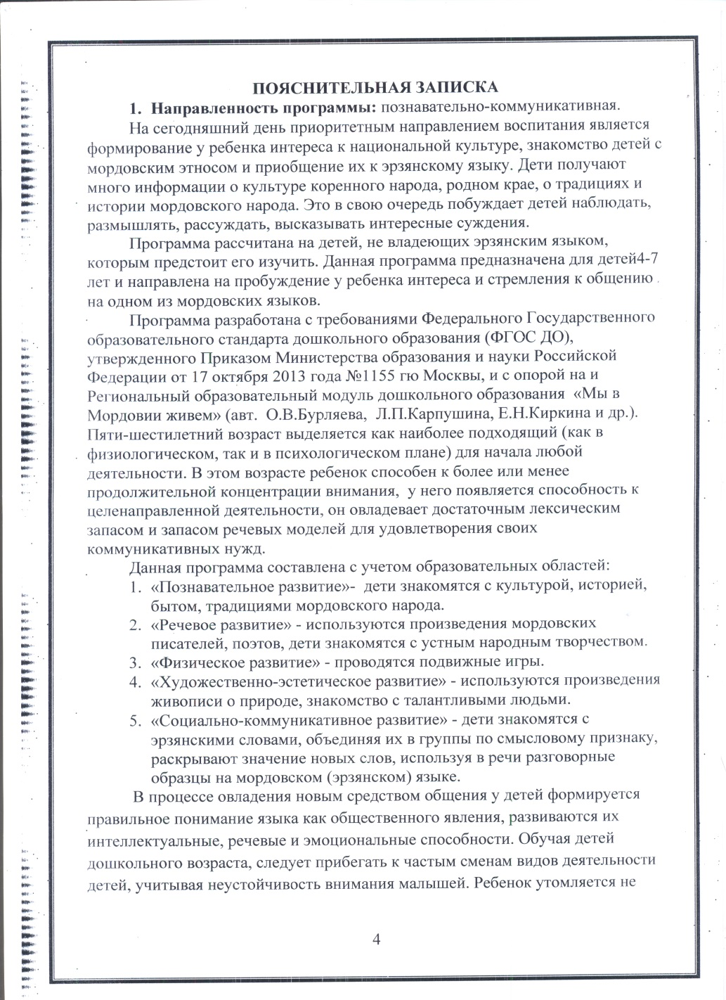 ПОЯСНИТЕЛЬНАЯ ЗАПИСКА
1. Направленность программы: познавательно-коммуникативная.
На сегодняшний день приоритетным направлением воспитания является
формирование у ребенка интереса к национальной культуре, знакомство детей с
мордовским этносом и приобщение их к эрзянскому языку. Дети получают
много информации о культуре коренного народа, родном крае, о традициях и
истории мордовского народа. Это в свою очередь побуждает детей наблюдать,
размышлять, рассуждать, высказывать интересные суждения.
Программа рассчитана на детей, не владеющих эрзянским языком,
которым предстоит его изучить. Данная программа предназначена для детей4-7
лет и направлена на пробуждение у ребенка интереса и стремления к общению
на одном из мордовских языков.
Программа разработана с требованиями Федерального Государственного
образовательного стандарта дошкольного образования (ФГОС ДО),
утвержденного Приказом Министерства образования и науки Российской
Федерации от 17 октября 2013 года №1155 гю Москвы, и с опорой на и
Региональный образовательный модуль дошкольного образования «Мы в
Мордовии живем» (авт. О.В.Бурляева, Л.П.Карпушина, Е.Н.Киркина и др.).
Пяти-шестилетний возраст выделяется как наиболее подходящий (как в
физиологическом, так и в психологическом плане) для начала любой
деятельности. В этом возрасте ребенок способен к более или менее
продолжительной концентрации внимания, у него появляется способность к
целенаправленной деятельности, он овладевает достаточным лексическим
запасом и запасом речевых моделей для удовлетворения своих
коммуникативных нужд.
Данная программа составлена с учетом образовательных областей:
1. «Познавательное развитие»- дети знакомятся с культурой, историей,
бытом, традициями мордовского народа.
2. «Речевое развитие» - используются произведения мордовских
писателей, поэтов, дети знакомятся с устным народным творчеством.
3. «Физическое развитие» - проводятся подвижные игры.
4. «Художественно-эстетическое развитие» - используются произведения
живописи о природе, знакомство с талантливыми людьми.
5. «Социально-коммуникативное развитие» - дети знакомятся с
эрзянскими словами, объединяя их в группы по смысловому признаку,
раскрывают значение новых слов, используя в речи разговорные
образцы на мордовском (эрзянском) языке.
В процессе овладения новым средством общения у детей формируется
правильное понимание языка как общественного явления, развиваются их
интеллектуальные, речевые и эмоциональные способности. Обучая детей
дошкольного возраста, следует прибегать к частым сменам видов деятельности
детей, учитывая неустойчивость внимания малышей. Ребенок утомляется не
4